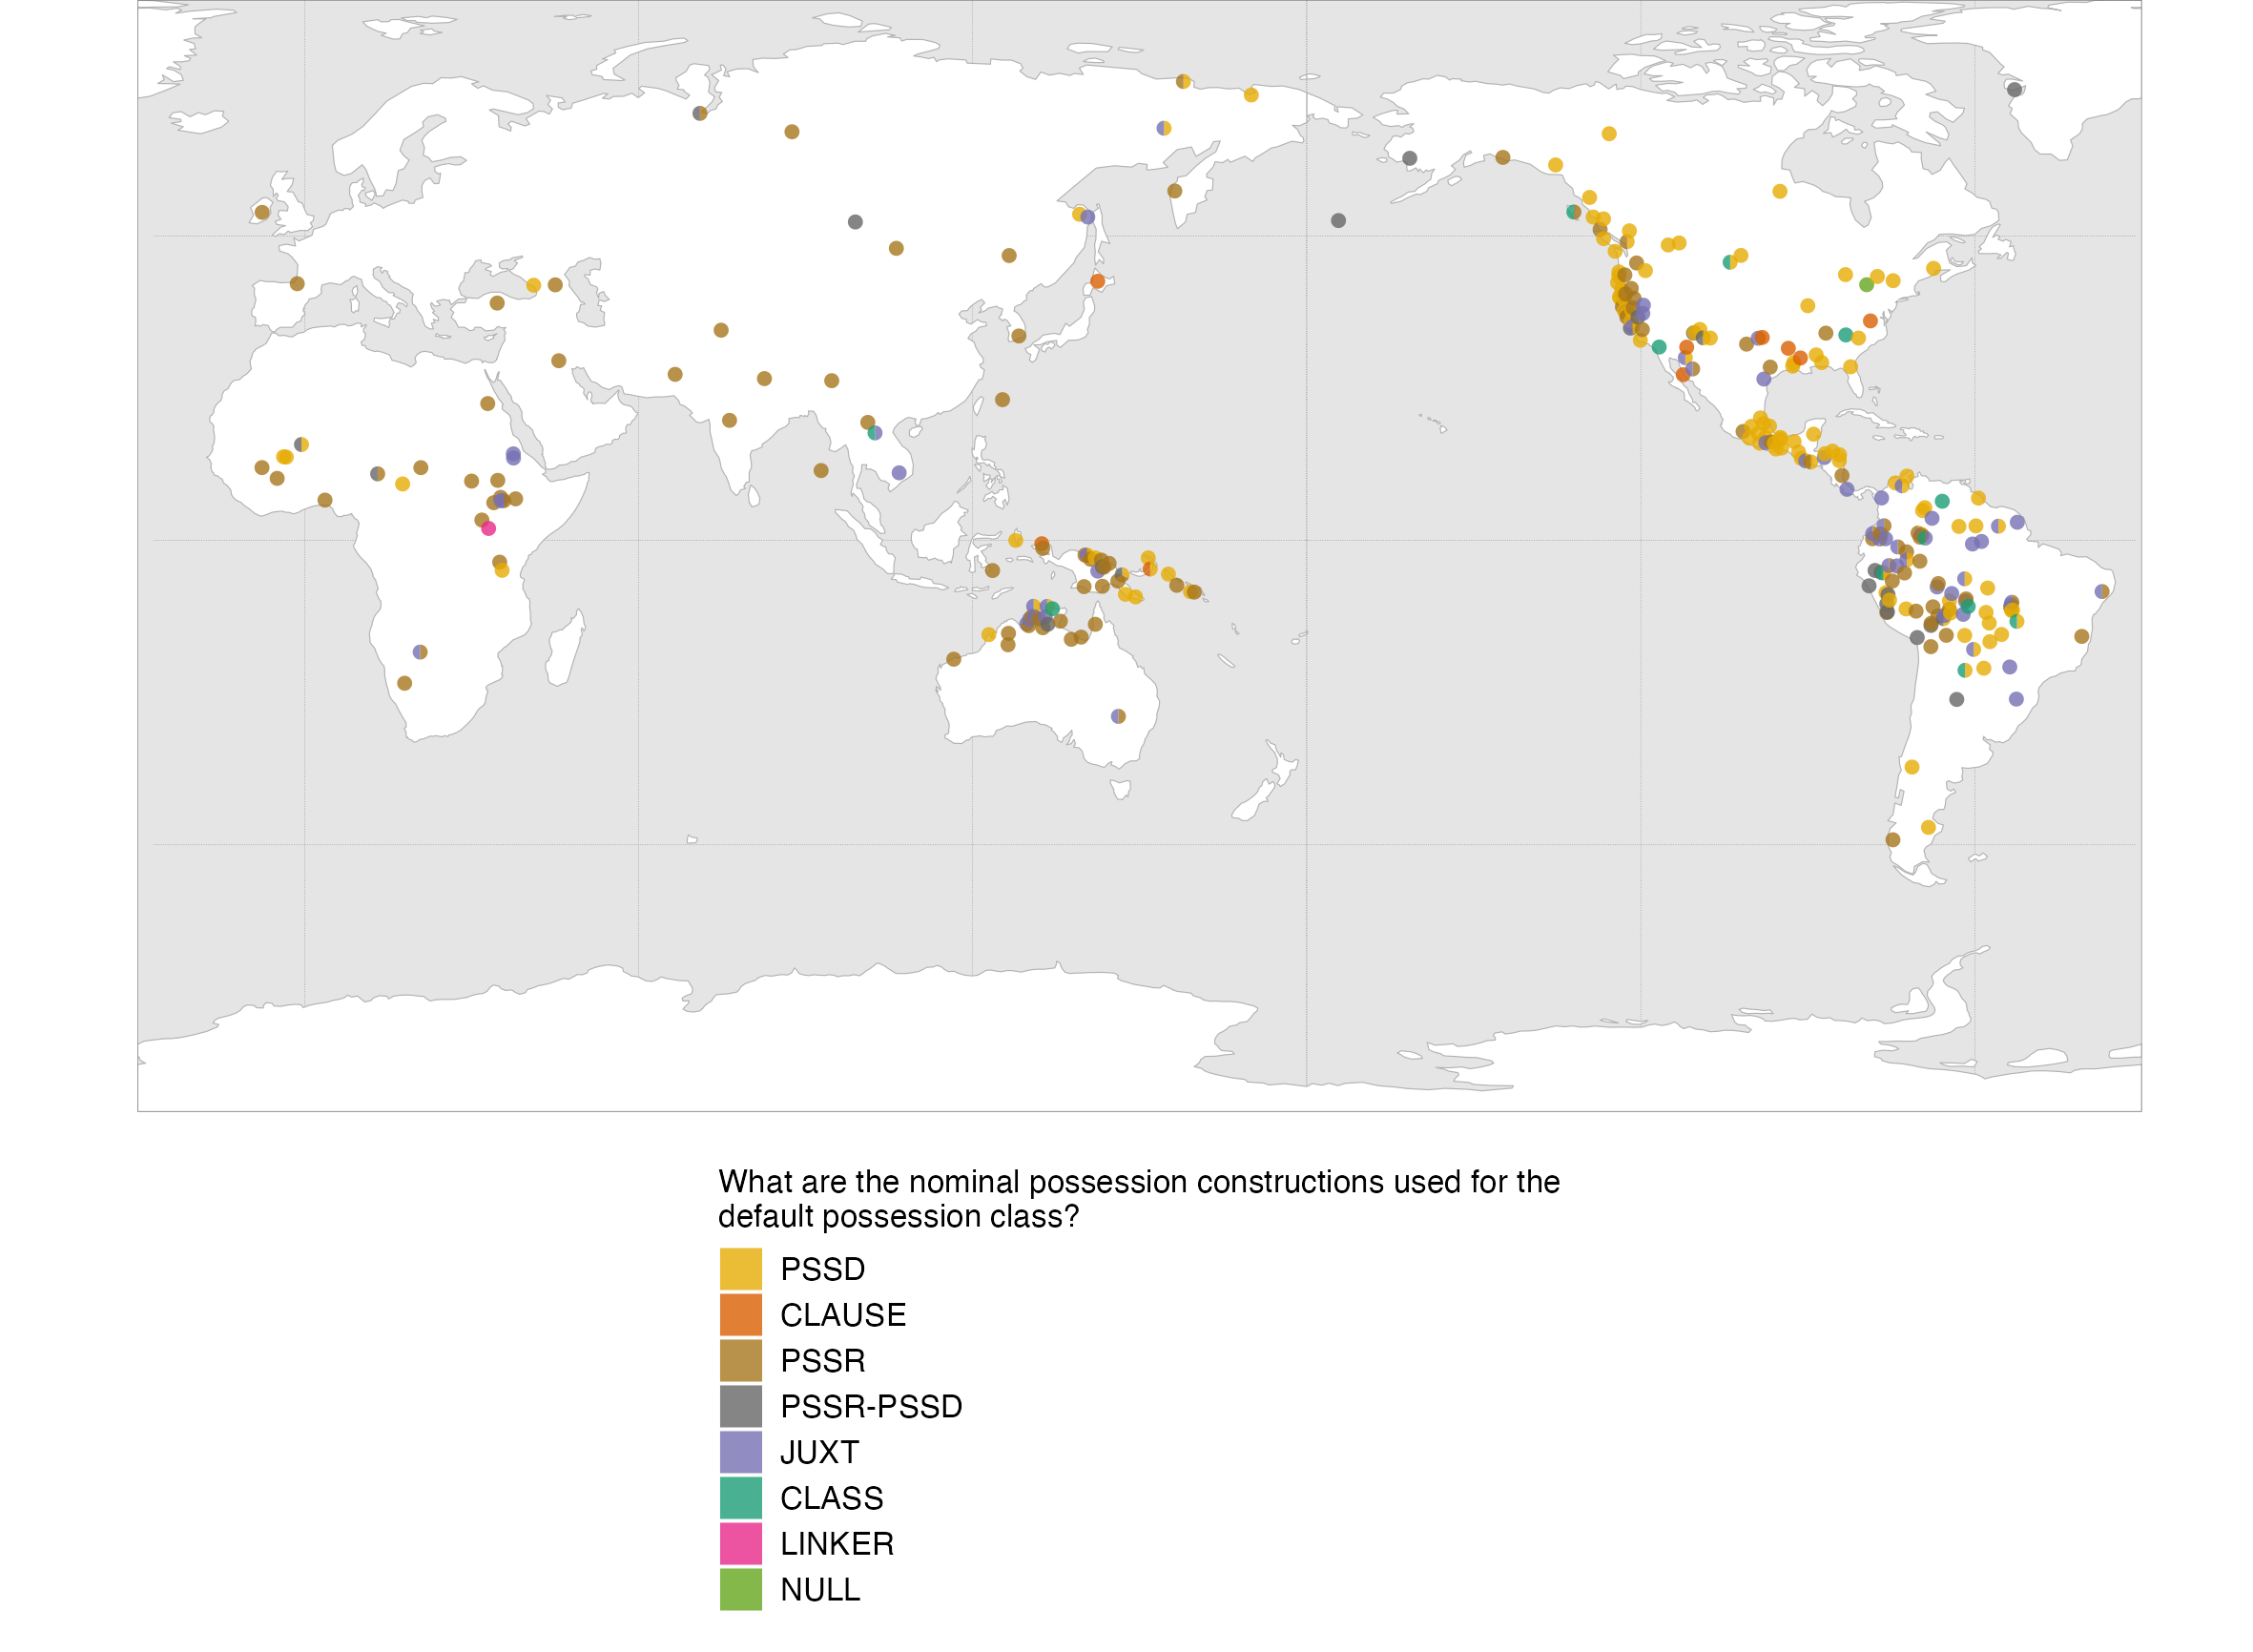 What are the nominal possession constructions used for the
default possession class?
PSSD
CLAUSE
PSSR
PSSR-PSSD
JUXT
CLASS
LINKER
NULL